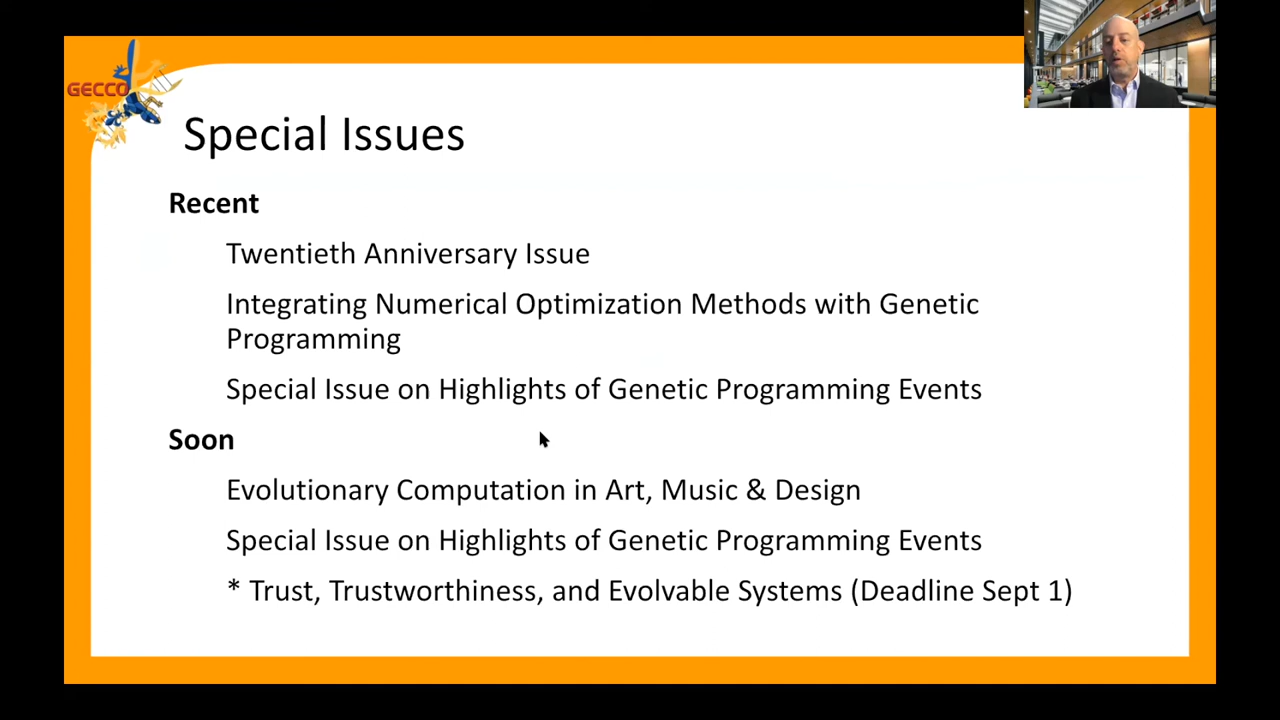 GECCO
Special Issues
Recent
Twentieth Anniversary Issue
Integrating Numerical Optimization Methods with Genetic
Programming
Special Issue on Highlights of Genetic Programming Events
Soon
Evolutionary Computation in Art, Music & Design
Special Issue on Highlights of Genetic Programming Events
* Trust, Trustworthiness, and Evolvable Systems (Deadline Sept 1)